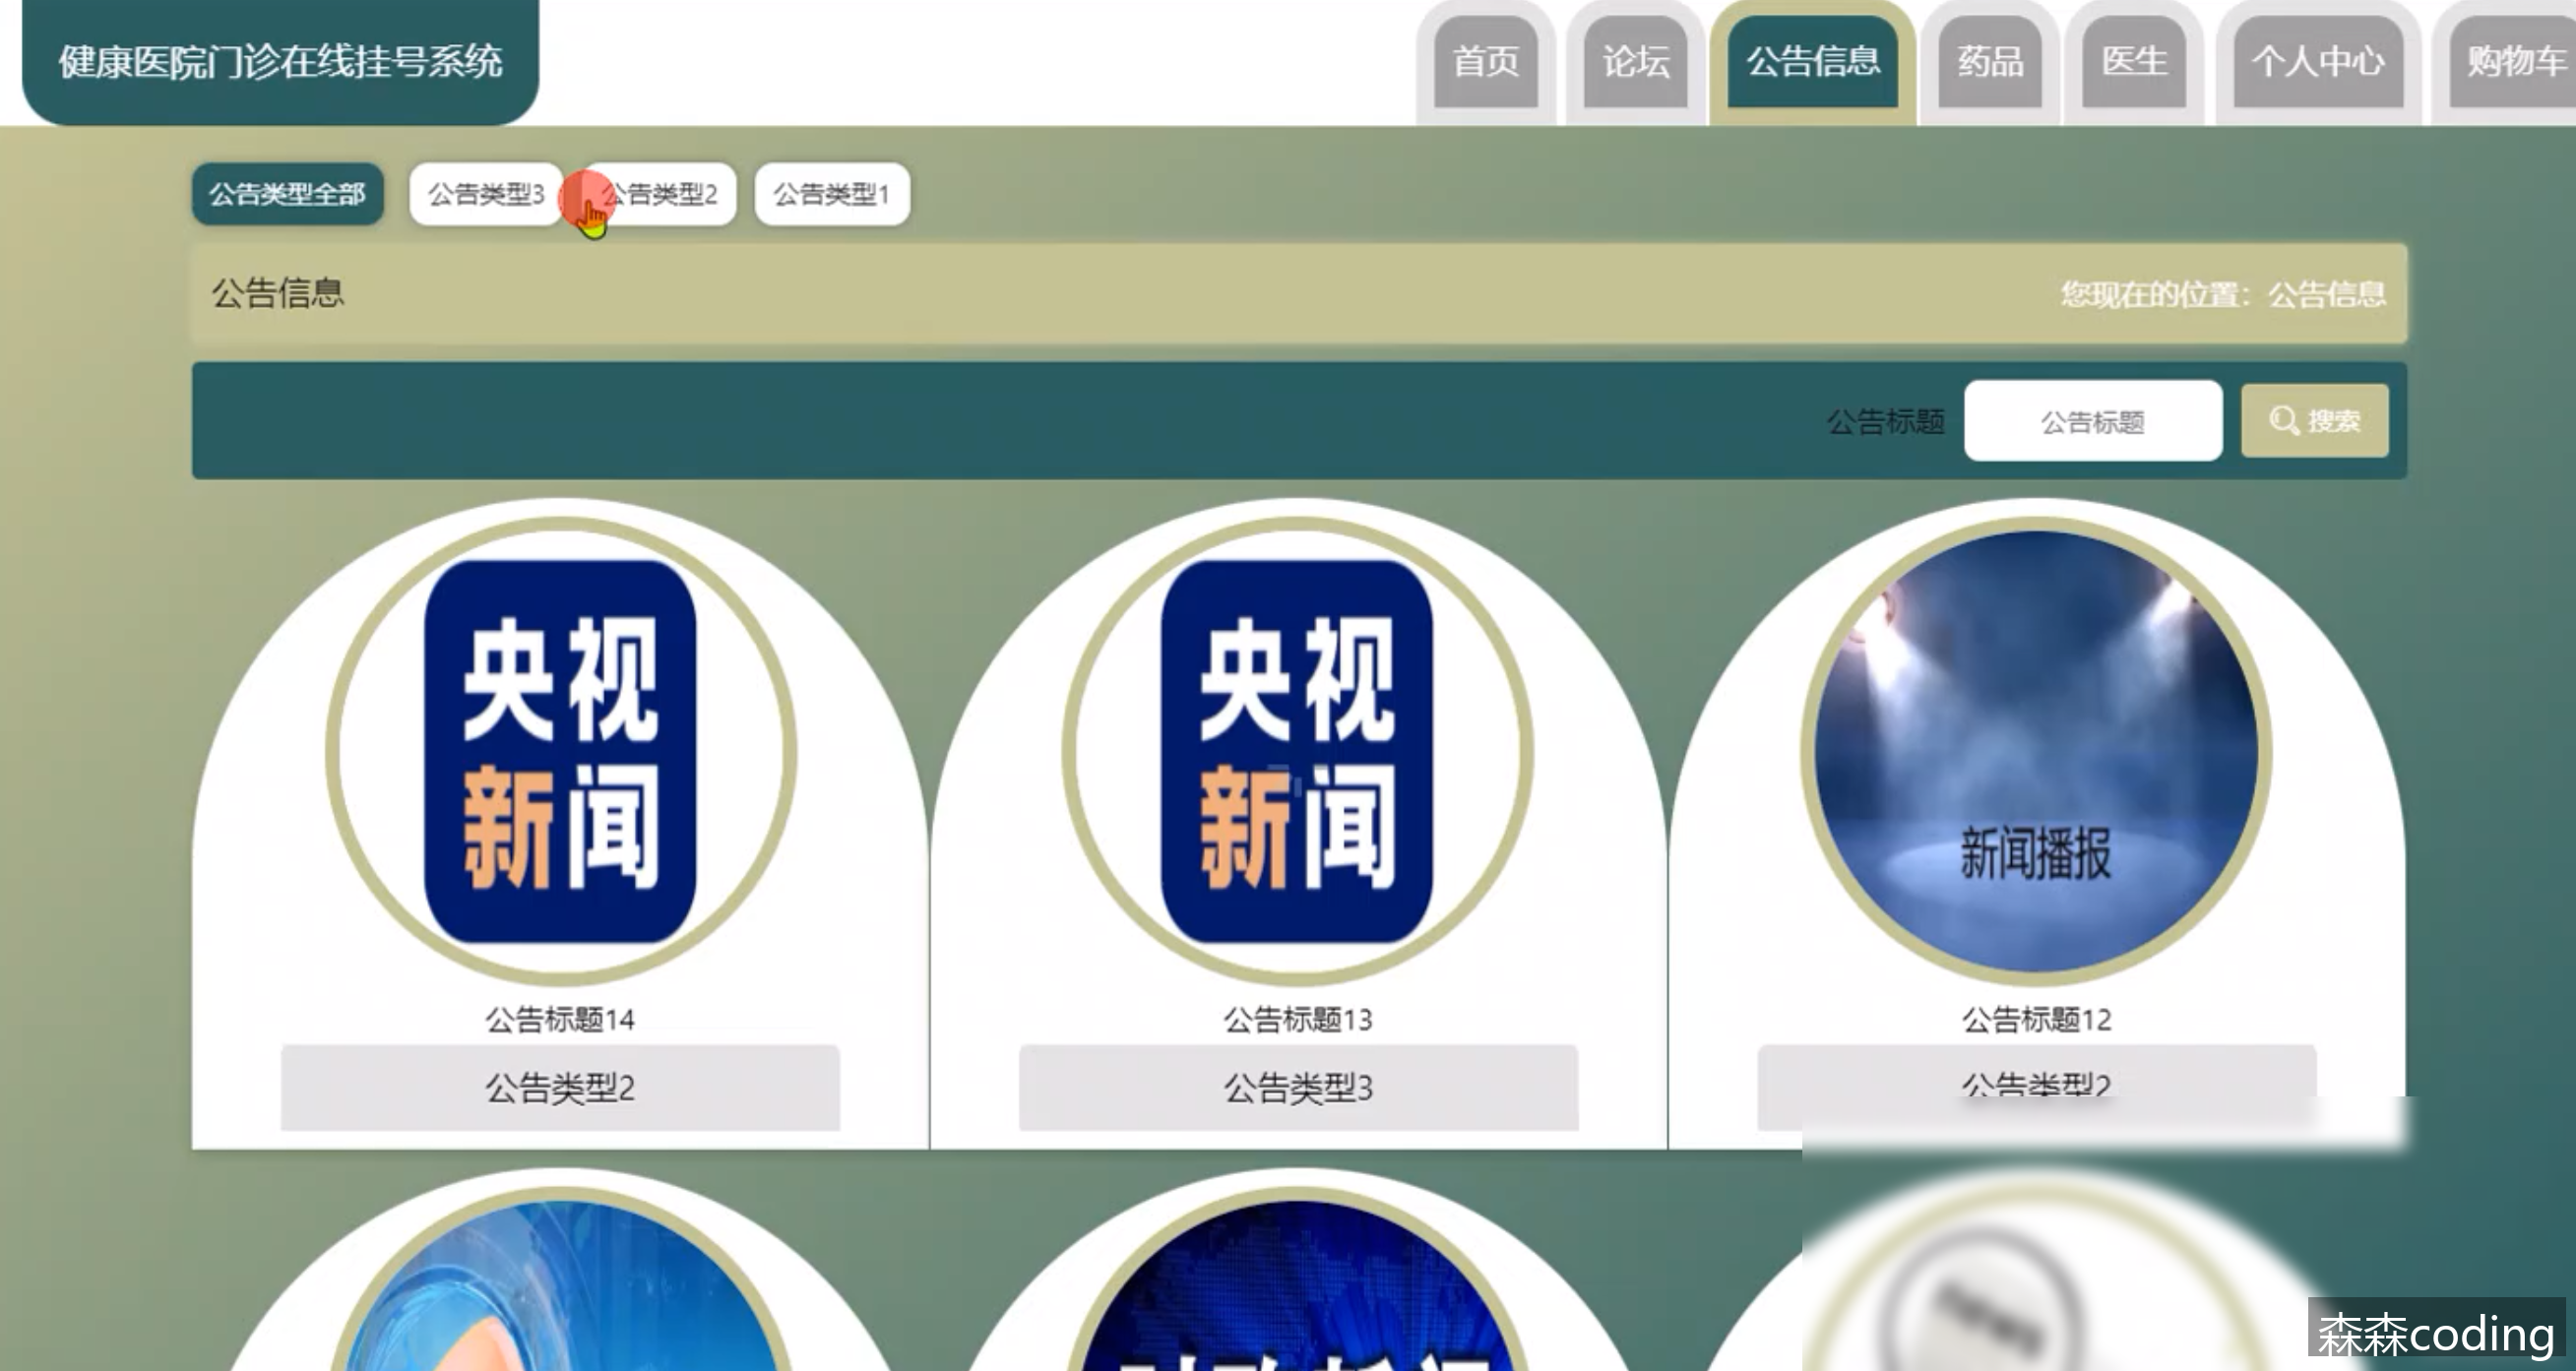 健康医院门诊在线挂号系统
首页 论坛 公告信息 药品 医生 个人中心 购物车
公告类型全部 公告类型3 公告类型2 公告类型1
公告信息 您现在的位置：公告信息
公告标题 公告标题 搜索
央视
新闻
央视
新闻
新闻播报
公告标题14 公告标题13 公告标题12
公告类型2 公告类型3 公告类型2
森森coding